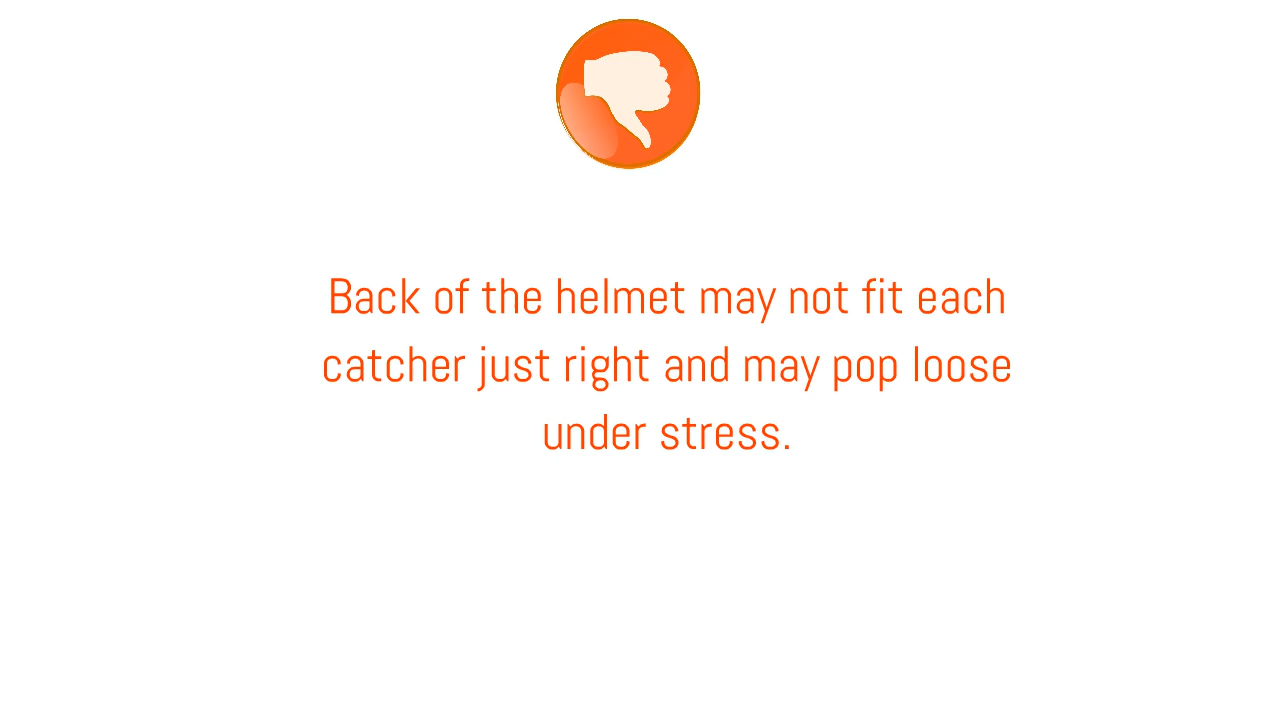 Back of the helmet may not fit each
catcher just right and may pop loose
under stress.